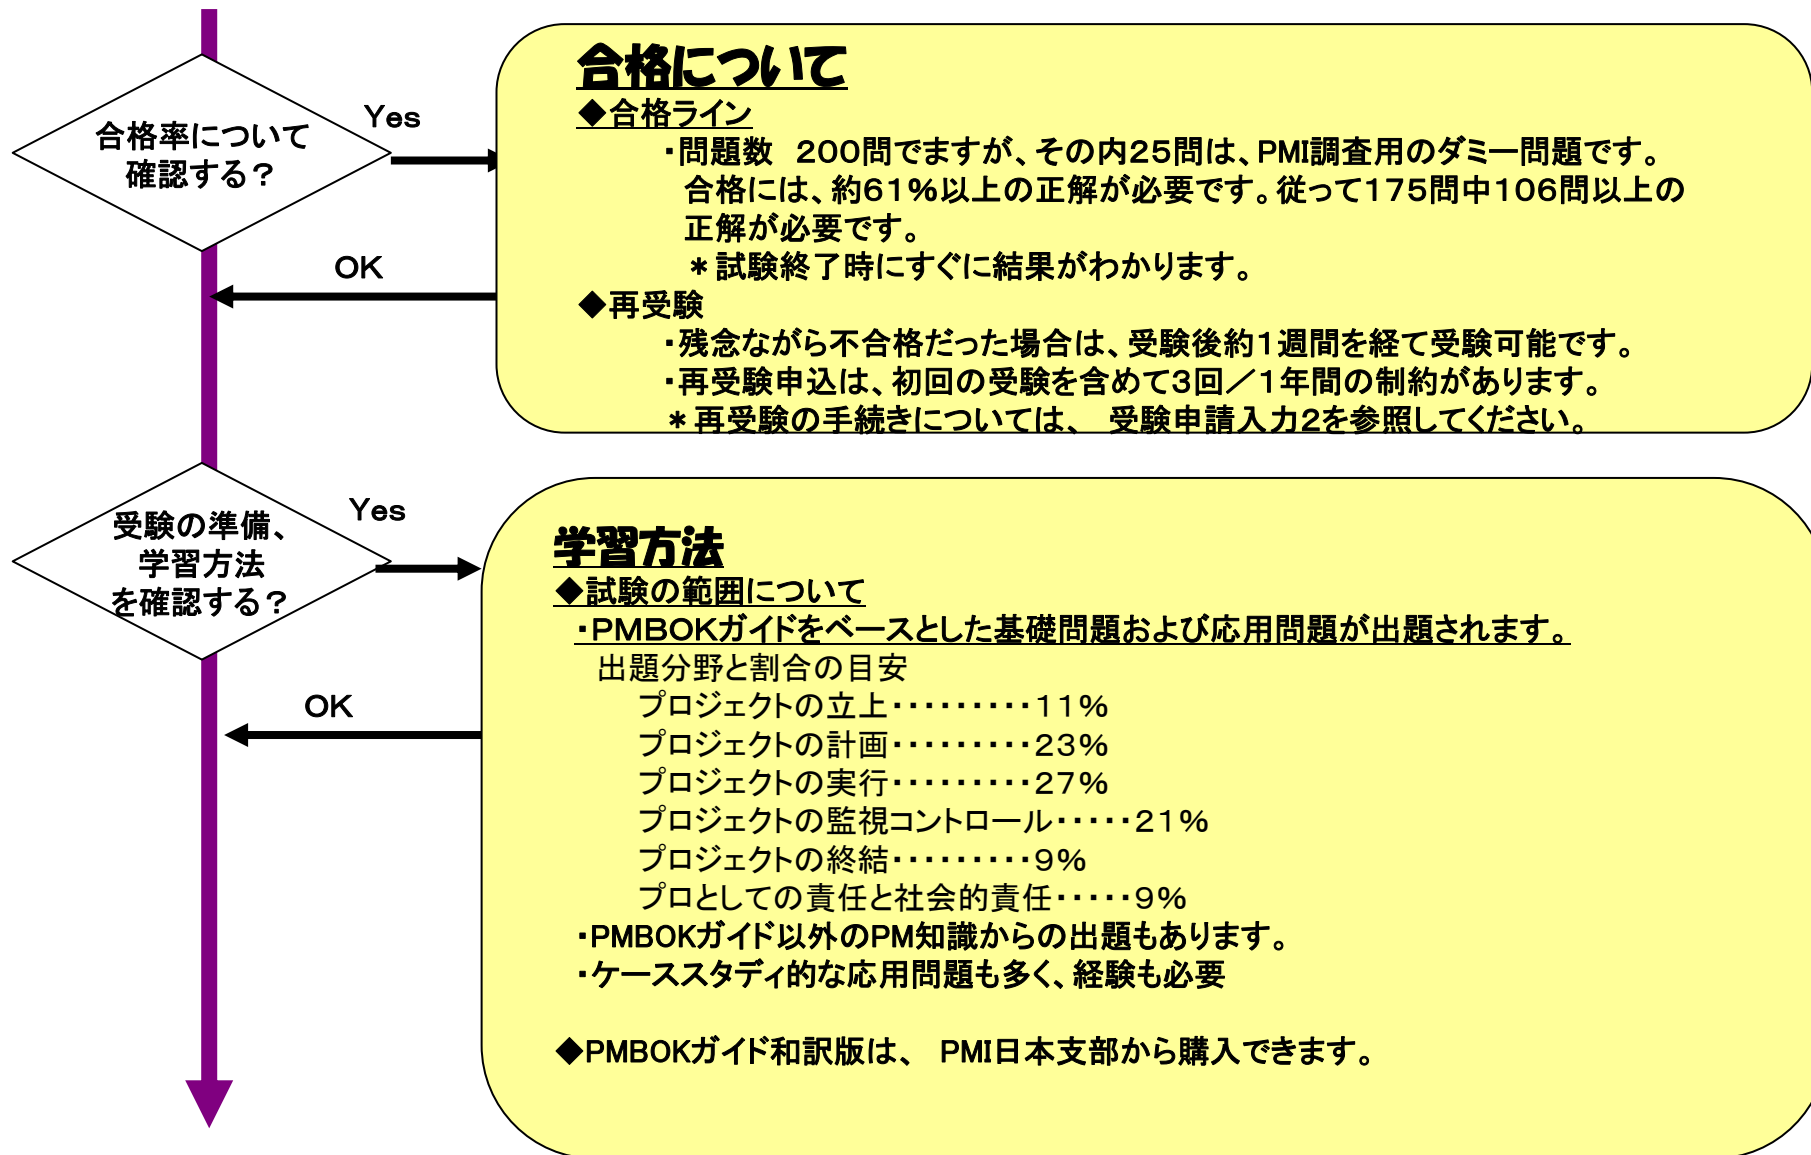 合格率について
確認する？
Yes
OK
合格について
◆合格ライン
・問題数　200問でますが、その内25問は、PMI調査用のダミー問題です。
合格には、約61%以上の正解が必要です。従って175問中106問以上の
正解が必要です。
＊試験終了時にすぐに結果がわかります。
◆再受験
・残念ながら不合格だった場合は、受験後約1週間を経て受験可能です。
・再受験申込は、初回の受験を含めて3回／1年間の制約があります。
＊再受験の手続きについては、 受験申請入力2を参照してください。
受験の準備、
学習方法
を確認する？
Yes
OK
学習方法
◆試験の範囲について
・PMBOKガイドをベースとした基礎問題および応用問題が出題されます。
出題分野と割合の目安
プロジェクトの立上・・・・・・・・・11%
プロジェクトの計画・・・・・・・・・23%
プロジェクトの実行・・・・・・・・・27%
プロジェクトの監視コントロール・・・・・21%
プロジェクトの終結・・・・・・・・・9%
プロとしての責任と社会的責任・・・・・9%
・PMBOKガイド以外のPM知識からの出題もあります。
・ケーススタディ的な応用問題も多く、経験も必要
◆PMBOKガイド和訳版は、 PMI日本支部から購入できます。